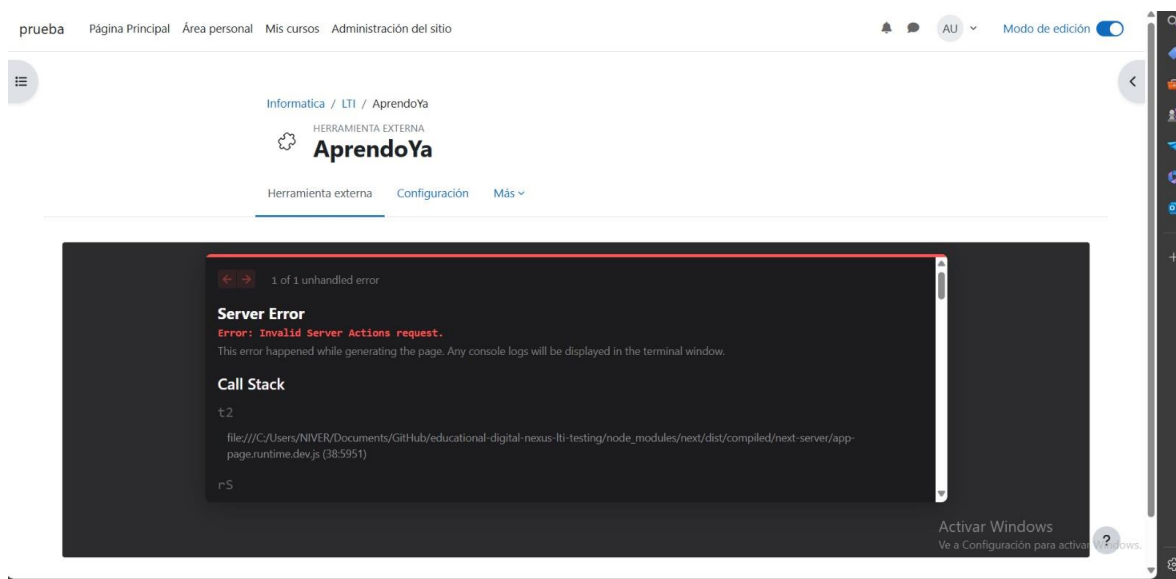 prueba Página Principal Área personal Mis cursos Administración del sitio AU Modo de edición
Informatica / LTI / AprendoYa
HERRAMIENTA EXTERNA
AprendoYa
Herramienta externa Configuración Más
1 of 1 unhandled error
Server Error
Error: Invalid Server Actions request.
This error happened while generating the page. Any console logs will be displayed in the terminal window.
Call Stack
t2
file:///C:/Users/NIVER/Documents/GitHub/educational-digital-nexus-lti-testing/node_modules/next/dist/compiled/next-server/app-
page.runtime.dev.js (38:5951)
rS
Activar Windows
Ve a Configuración para activar Windows.
?